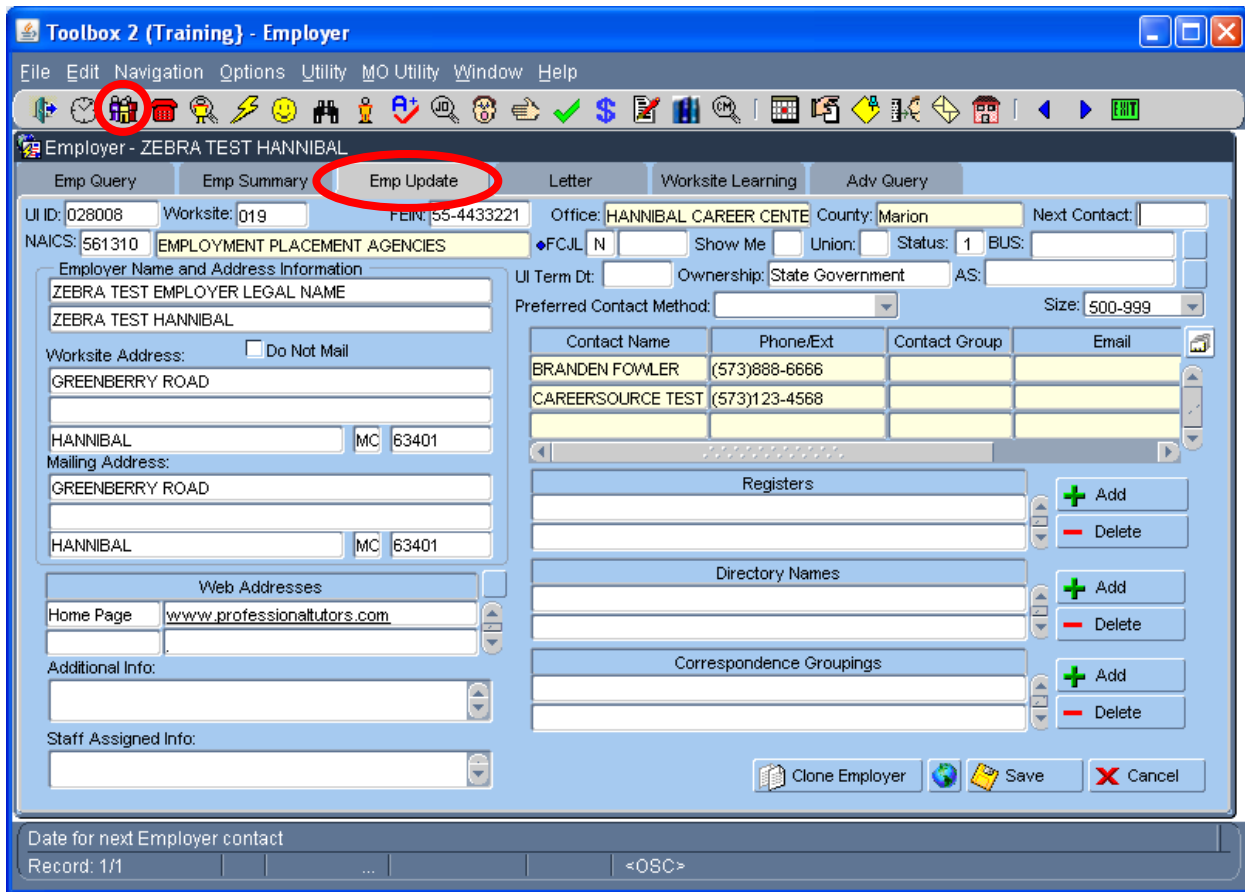 Toolbox 2 (Training} - Employer
File Edit Navigation Options Utility MO Utility Window Help
A+ JD $ CM EXIT
Employer - ZEBRA TEST HANNIBAL
Emp Query Emp Summary Emp Update Letter Worksite Learning Adv Query
UI ID: 028008 Worksite: 019 FEIN: 55-4433221 Office: HANNIBAL CAREER CENTE County: Marion Next Contact:
NAICS: 561310 EMPLOYMENT PLACEMENT AGENCIES FCJL N Show Me Union: Status: 1 BUS:
Employer Name and Address Information
UI Term Dt: Ownership: State Government AS:
ZEBRA TEST EMPLOYER LEGAL NAME
Preferred Contact Method: Size: 500-999
ZEBRA TEST HANNIBAL
Contact Name Phone/Ext Contact Group Email
Worksite Address: Do Not Mail
BRANDEN FOWLER (573)888-6666
GREENBERRY ROAD
CAREERSOURCE TEST (573)123-4568
HANNIBAL MO 63401
Mailing Address:
GREENBERRY ROAD
Registers
Add
Delete
HANNIBAL MO 63401
Directory Names
Add
Delete
Web Addresses
Home Page www.professionaltutors.com
.
Additional Info:
Correspondence Groupings
Add
Delete
Staff Assigned Info:
Clone Employer Save Cancel
Date for next Employer contact
Record: 1/1 ... <OSC>